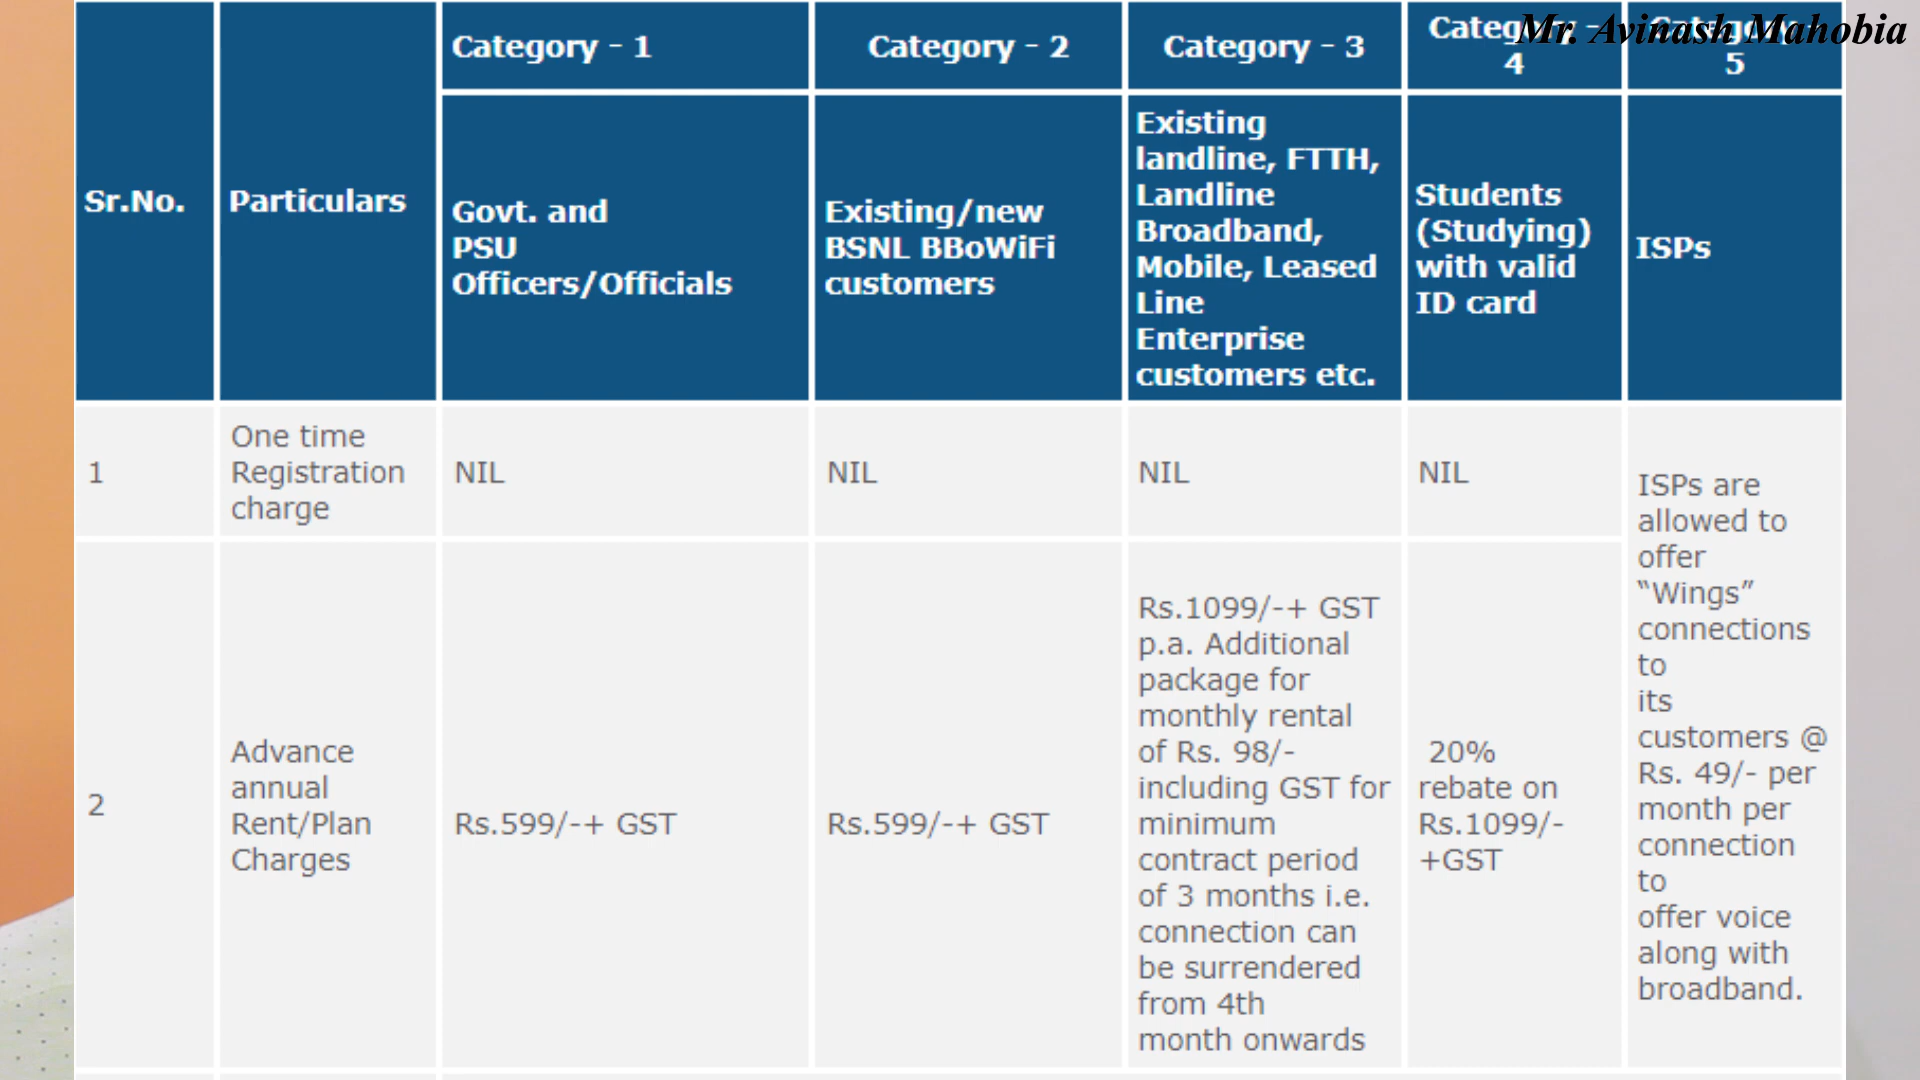 Mr. Avinash Mahobia
Sr.No.
Particulars
Category - 1
Category - 2
Category - 3
Category -
4
Category -
5
Govt. and
PSU
Officers/Officials
Existing/new
BSNL BBoWiFi
customers
Existing
landline, FTTH,
Landline
Broadband,
Mobile, Leased
Line
Enterprise
customers etc.
Students
(Studying)
with valid
ID card
ISPs
1
One time
Registration
charge
NIL
NIL
NIL
NIL
ISPs are
allowed to
offer
“Wings”
connections
to
its
customers @
Rs. 49/- per
month per
connection
to
offer voice
along with
broadband.
2
Advance
annual
Rent/Plan
Charges
Rs.599/-+ GST
Rs.599/-+ GST
Rs.1099/-+ GST
p.a. Additional
package for
monthly rental
of Rs. 98/-
including GST for
minimum
contract period
of 3 months i.e.
connection can
be surrendered
from 4th
month onwards
20%
rebate on
Rs.1099/-
+GST